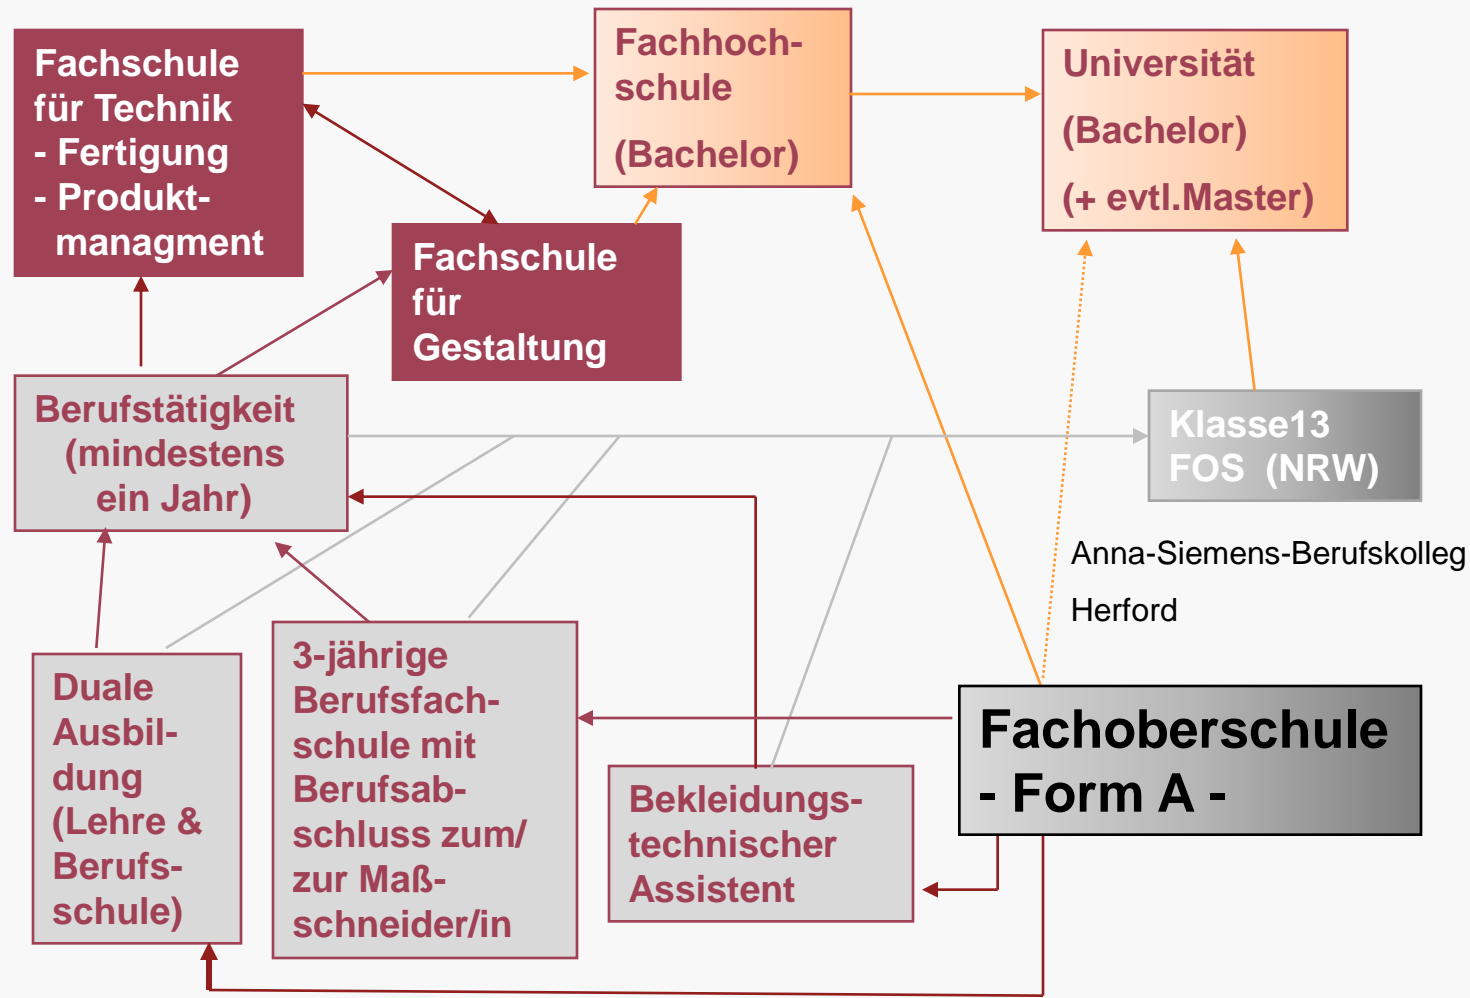 Fachschule
für Technik
- Fertigung
- Produkt-
managment
Fachhoch-
schule
(Bachelor)
Universität
(Bachelor)
(+ evtl.Master)
Fachschule
für
Gestaltung
Berufstätigkeit
(mindestens
ein Jahr)
Klasse13
FOS (NRW)
Anna-Siemens-Berufskolleg
Herford
Duale
Ausbil-
dung
(Lehre &
Berufs-
schule)
3-jährige
Berufsfach-
schule mit
Berufsab-
schluss zum/
zur Maß-
schneider/in
Bekleidungs-
technischer
Assistent
Fachoberschule
- Form A -